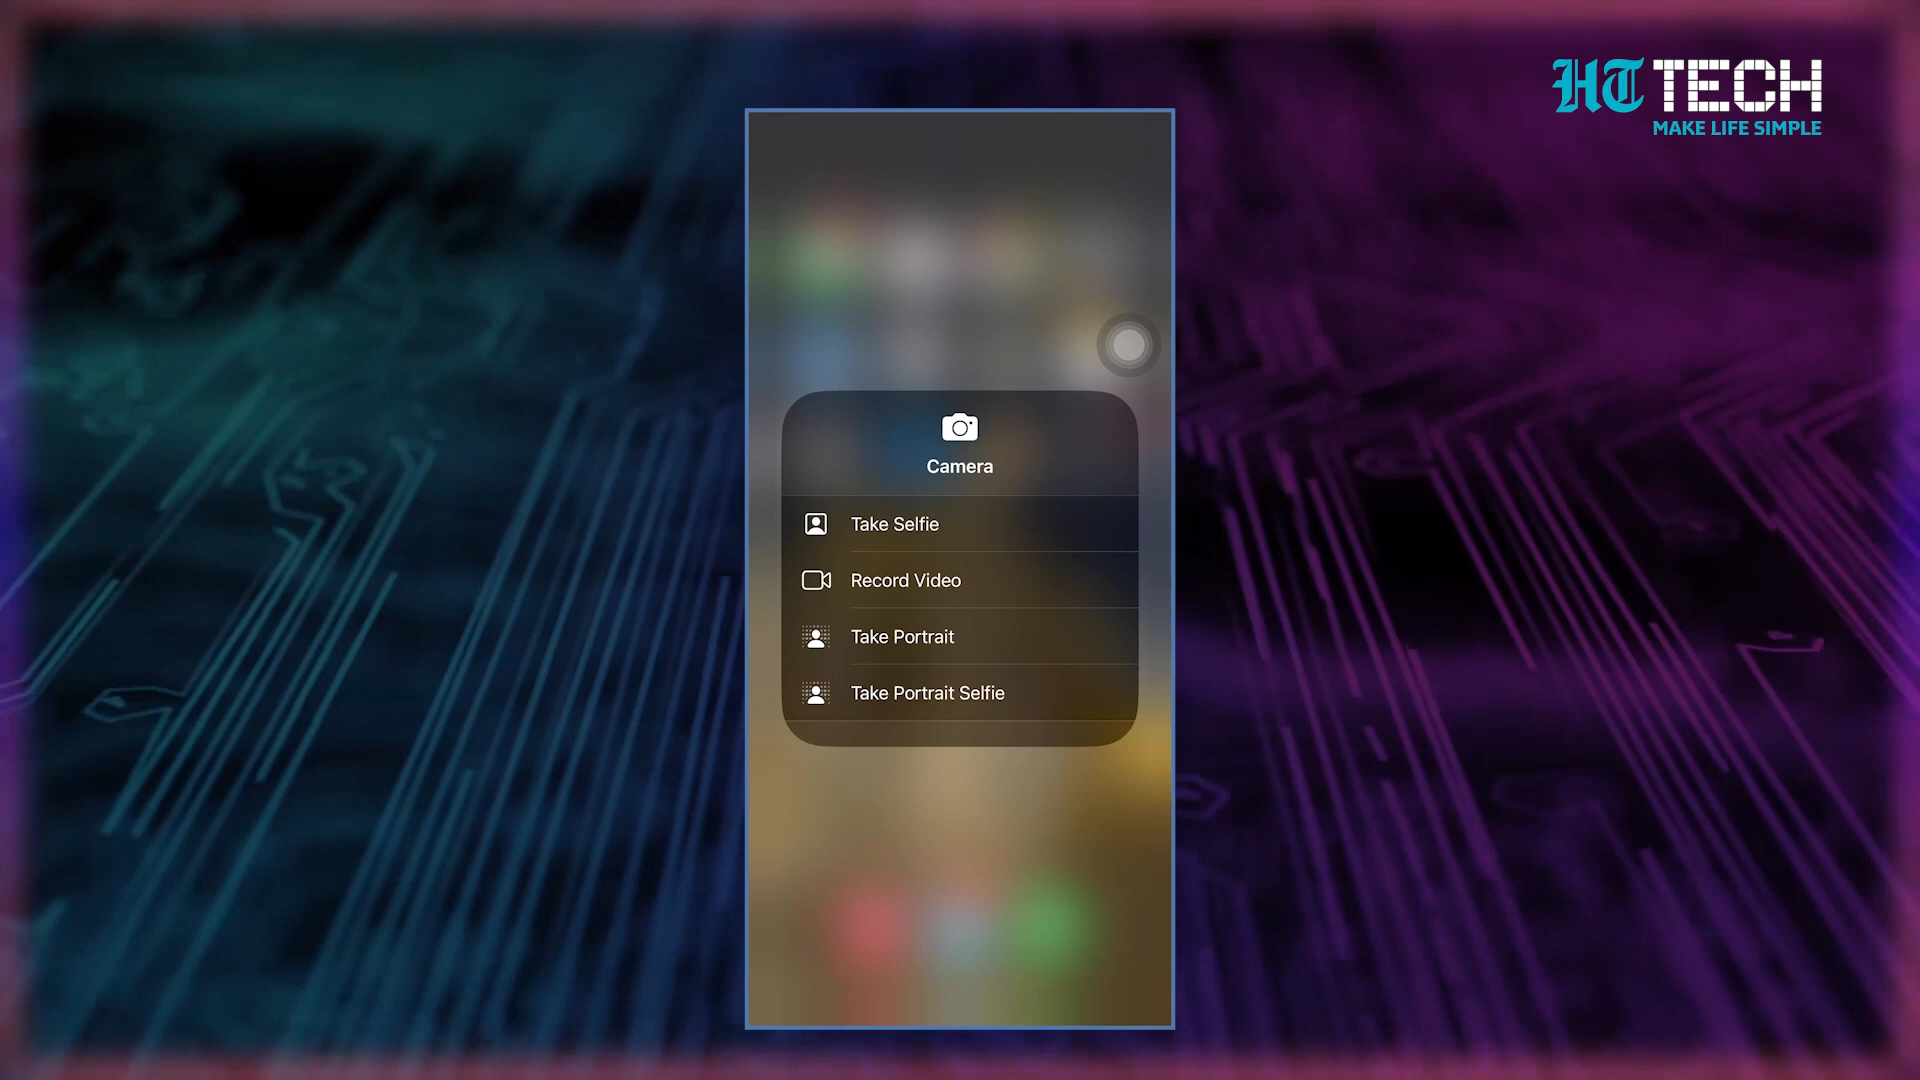 HT TECH
MAKE LIFE SIMPLE
Camera
Take Selfie
Record Video
Take Portrait
Take Portrait Selfie